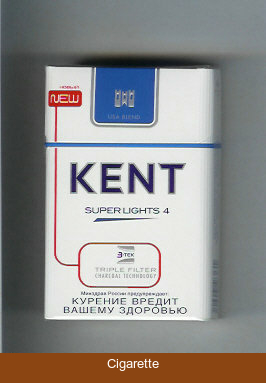 NEW
USA BLEND
KENT
SUPER LIGHTS 4
3-TEK
TRIPLE FILTER
CHARCOAL TECHNOLOGY
Минздрав России предупреждает:
КУРЕНИЕ ВРЕДИТ
ВАШЕМУ ЗДОРОВЬЮ
Cigarette